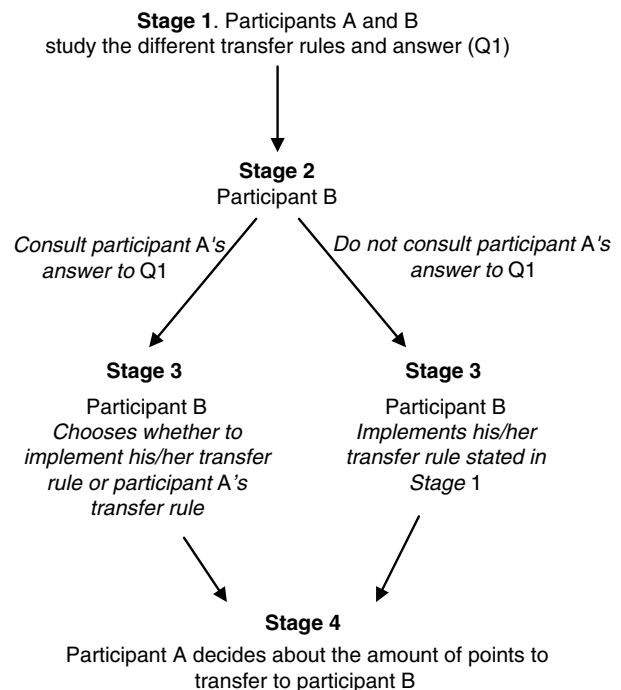 Stage 1. Participants A and B
study the different transfer rules and answer (Q1)
Stage 2
Participant B
Consult participant A's
answer to Q1
Do not consult participant A's
answer to Q1
Stage 3
Participant B
Chooses whether to
implement his/her transfer
rule or participant A's
transfer rule
Stage 3
Participant B
Implements his/her
transfer rule stated in
Stage 1
Stage 4
Participant A decides about the amount of points to
transfer to participant B